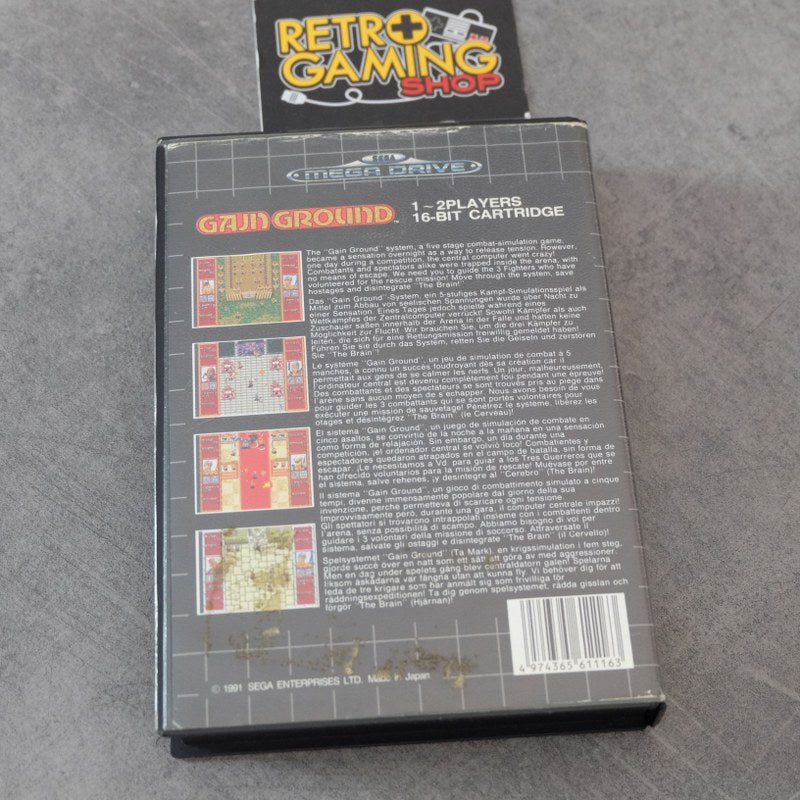 RETRO
GAMING
SHOP
SEGA
MEGA DRIVE
GAIN GROUND™
1~2PLAYERS
16-BIT CARTRIDGE
The "Gain Ground" system, a five stage combat-simulation game,
became a sensation overnight as a way to release tension. However,
one day during a competition, the central computer went crazy!
Combatants and spectators alike were trapped inside the arena, with
no means of escape. We need you to guide the 3 Fighters who have
volunteered for the rescue mission! Move through the system, save
hostages and disintegrate "The Brain"!
Das "Gain Ground"-System, ein 5-stufiges Kampf-Simulationsspiel als
Mittel zum Abbau von seelischen Spannungen wurde über Nacht zu
einer Sensation. Eines Tages jedoch spielte während eines
Wettkampfes der Zentralcomputer verrückt! Sowohl Kämpfer als auch
Zuschauer saßen innerhalb der Arena in der Falle und hatten keine
Möglichkeit zur Flucht. Wir brauchen Sie, um die drei Kämpfer zu
leiten, die sich für eine Rettungsmission freiwillig gemeldet haben!
Führen Sie sie durch das System, retten Sie die Geiseln und zerstören
Sie "The Brain"!
Le système "Gain Ground", un jeu de simulation de combat à 5
manches, a connu un succès foudroyant dès sa création car il
permettait aux gens de se calmer les nerfs. Un jour, malheureusement,
l'ordinateur central est devenu complètement fou pendant une épreuve!
Des combattants et des spectateurs se sont trouvés pris au piège dans
l'arène sans aucun moyen de s'échapper. Nous avons besoin de vous
pour guider les 3 combattants qui se sont portés volontaires pour
exécuter une mission de sauvetage! Pénétrez le système, libérez les
otages et désintégrez "The Brain" (le Cerveau)!
El sistema "Gain Ground", un juego de simulación de combate en
cinco asaltos, se convirtió de la noche a la mañana en una sensación
como forma de relajación. Sin embargo, un día durante una
competición, ¡el ordenador central se volvió loco! Combatientes y
espectadores quedaron atrapados en el campo de batalla, sin forma de
escapar. ¡Le necesitamos a Vd. para guiar a los Tres Guerreros que se
han ofrecido voluntarios para la misión de rescate! Muévase por entre
el sistema, salve rehenes, ¡y desintegre al "Cerebro" (The Brain)!
Il sistema "Gain Ground", un gioco di combattimento simulato a cinque
tempi, divenne immensamente popolare dal giorno della sua
invenzione, perché permetteva di scaricare ogni tensione.
Improvvisamente però, durante una gara, il computer centrale impazzì!
Gli spettatori si trovarono intrappolati insieme con i combattenti dentro
l'arena, senza possibilità di scampo. Abbiamo bisogno di voi per
guidare i 3 volontari della missione di soccorso. Attraversate il
sistema, salvate gli ostaggi e disintegrate "The Brain" (il Cervello)!
Spelsystemet "Gain Ground" (Ta Mark), en krigssimulation i fem steg,
gjorde succé över en natt som ett sätt att göra av med aggressioner.
Men en dag under spelets gång blev centraldatorn galen! Spelarna
liksom åskådarna var fångna utan att kunna fly. Vi behöver dig för att
leda de tre krigare som har anmält sig som frivilliga för
räddningsexpeditionen! Ta dig genom spelsystemet, rädda gisslan och
förgör "The Brain" (Hjärnan)!
4 974365 611163
© 1991 SEGA ENTERPRISES LTD. Made in Japan